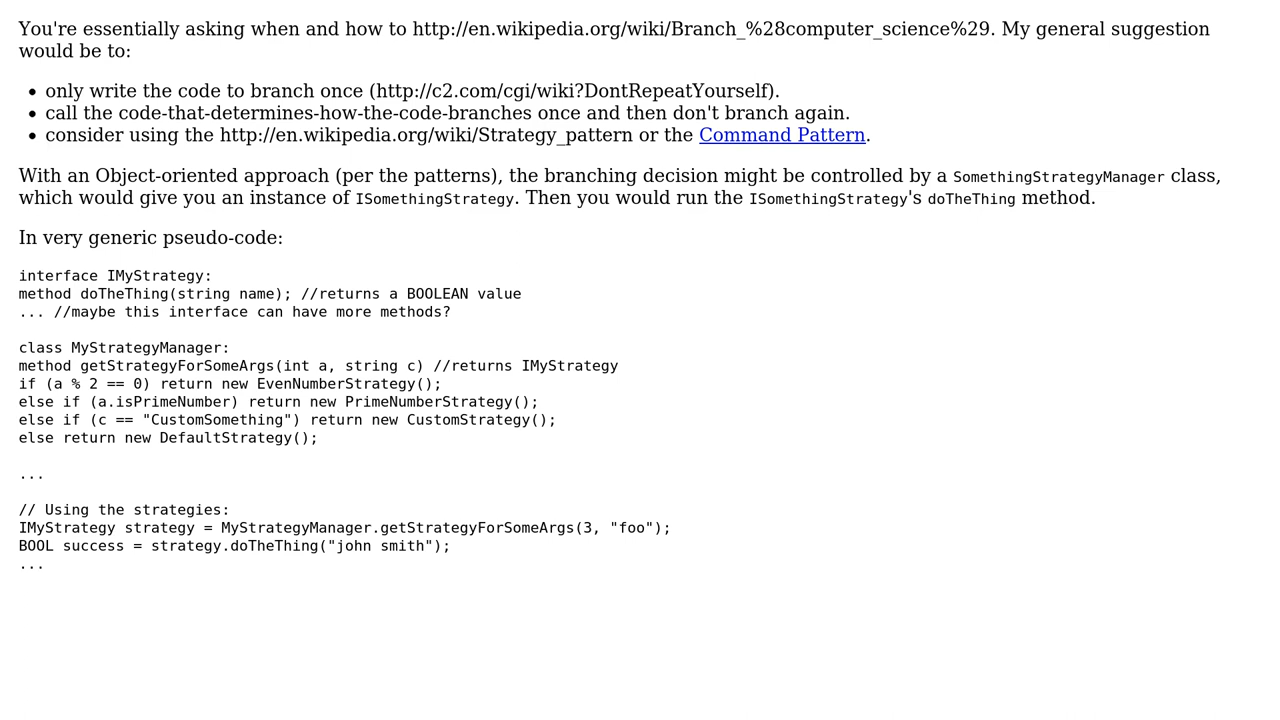 You're essentially asking when and how to http://en.wikipedia.org/wiki/Branch_%28computer_science%29. My general suggestion
would be to:
• only write the code to branch once (http://c2.com/cgi/wiki?DontRepeatYourself).
• call the code-that-determines-how-the-code-branches once and then don't branch again.
• consider using the http://en.wikipedia.org/wiki/Strategy_pattern or the Command Pattern.
With an Object-oriented approach (per the patterns), the branching decision might be controlled by a SomethingStrategyManager class,
which would give you an instance of ISomethingStrategy. Then you would run the ISomethingStrategy's doTheThing method.
In very generic pseudo-code:
interface IMyStrategy:
method doTheThing(string name); //returns a BOOLEAN value
... //maybe this interface can have more methods?
class MyStrategyManager:
method getStrategyForSomeArgs(int a, string c) //returns IMyStrategy
if (a % 2 == 0) return new EvenNumberStrategy();
else if (a.isPrimeNumber) return new PrimeNumberStrategy();
else if (c == "CustomSomething") return new CustomStrategy();
else return new DefaultStrategy();
...
// Using the strategies:
IMyStrategy strategy = MyStrategyManager.getStrategyForSomeArgs(3, "foo");
BOOL success = strategy.doTheThing("john smith");
...